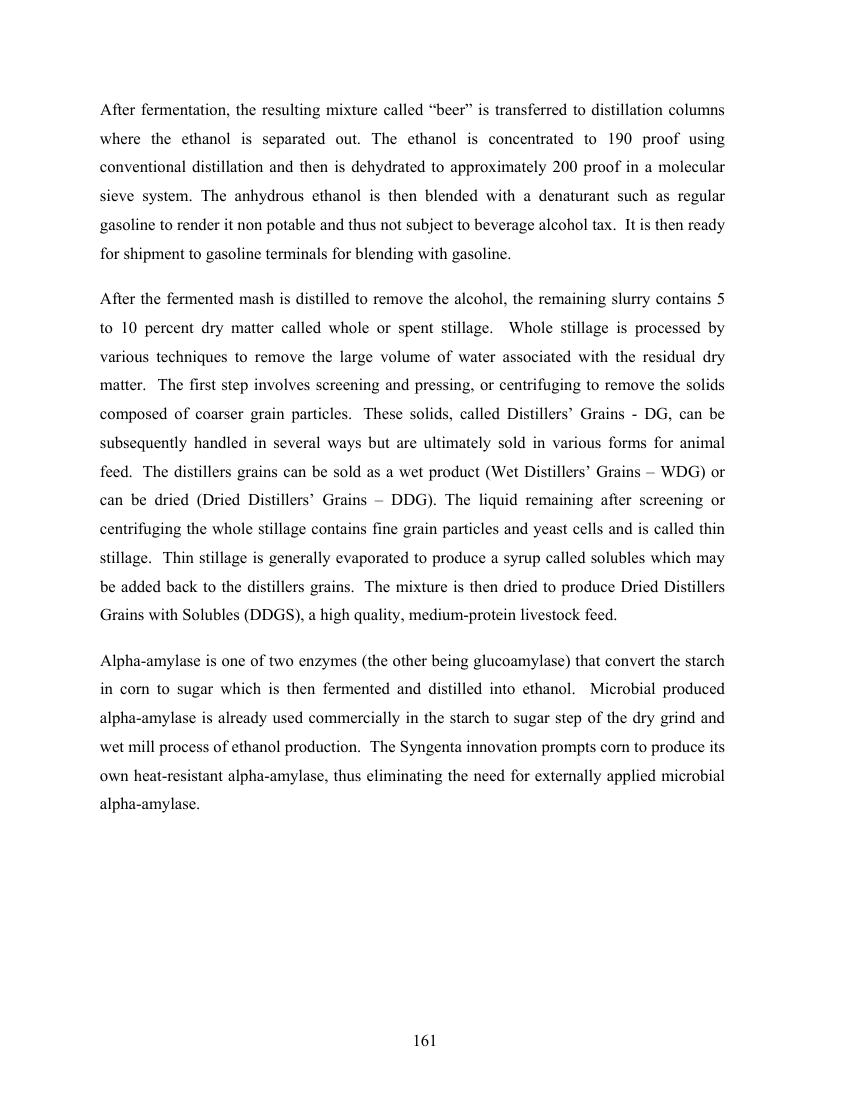 After fermentation, the resulting mixture called “beer” is transferred to distillation columns
where the ethanol is separated out. The ethanol is concentrated to 190 proof using
conventional distillation and then is dehydrated to approximately 200 proof in a molecular
sieve system. The anhydrous ethanol is then blended with a denaturant such as regular
gasoline to render it non potable and thus not subject to beverage alcohol tax.  It is then ready
for shipment to gasoline terminals for blending with gasoline.
After the fermented mash is distilled to remove the alcohol, the remaining slurry contains 5
to 10 percent dry matter called whole or spent stillage.  Whole stillage is processed by
various techniques to remove the large volume of water associated with the residual dry
matter.  The first step involves screening and pressing, or centrifuging to remove the solids
composed of coarser grain particles.  These solids, called Distillers’ Grains - DG, can be
subsequently handled in several ways but are ultimately sold in various forms for animal
feed.  The distillers grains can be sold as a wet product (Wet Distillers’ Grains – WDG) or
can be dried (Dried Distillers’ Grains – DDG). The liquid remaining after screening or
centrifuging the whole stillage contains fine grain particles and yeast cells and is called thin
stillage.  Thin stillage is generally evaporated to produce a syrup called solubles which may
be added back to the distillers grains.  The mixture is then dried to produce Dried Distillers
Grains with Solubles (DDGS), a high quality, medium-protein livestock feed.
Alpha-amylase is one of two enzymes (the other being glucoamylase) that convert the starch
in corn to sugar which is then fermented and distilled into ethanol.  Microbial produced
alpha-amylase is already used commercially in the starch to sugar step of the dry grind and
wet mill process of ethanol production.  The Syngenta innovation prompts corn to produce its
own heat-resistant alpha-amylase, thus eliminating the need for externally applied microbial
alpha-amylase.
161